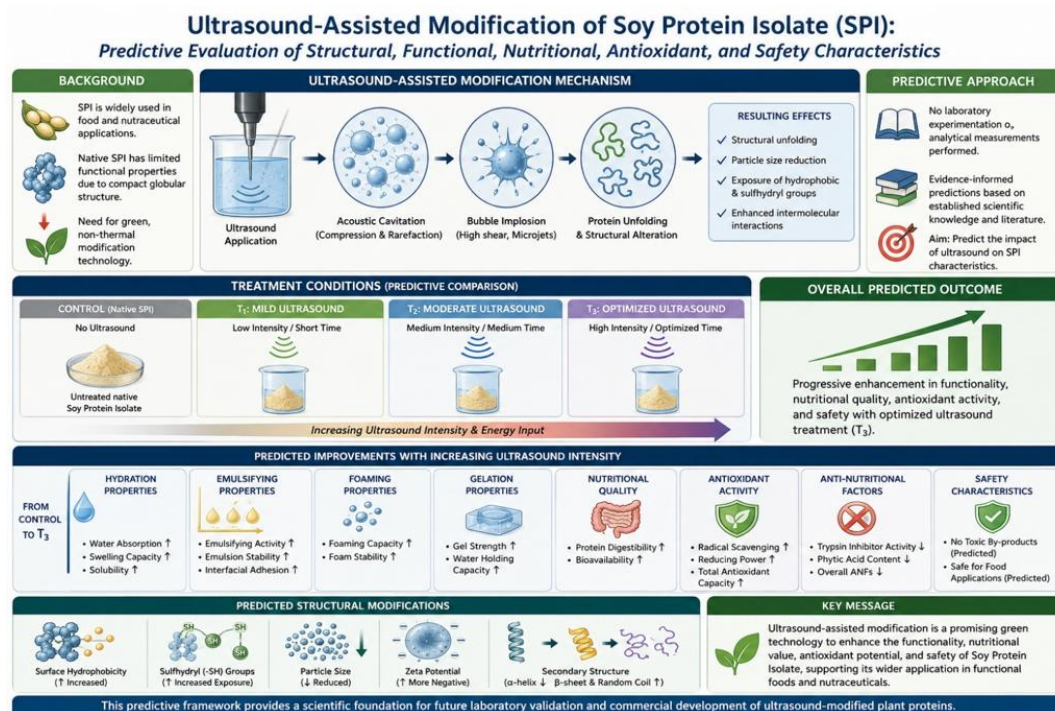 Ultrasound-Assisted Modification of Soy Protein Isolate (SPI):
Predictive Evaluation of Structural, Functional, Nutritional, Antioxidant, and Safety Characteristics
BACKGROUND
SPI is widely used in
food and nutraceutical
applications.
Native SPI has limited
functional properties
due to compact globular
structure.
Need for green,
non-thermal
modification
technology.
ULTRASOUND-ASSISTED MODIFICATION MECHANISM
Ultrasound
Application
Acoustic Cavitation
(Compression & Rarefaction)
Bubble Implosion
(High shear, Microjets)
Protein Unfolding
& Structural Alteration
RESULTING EFFECTS
✓ Structural unfolding
✓ Particle size reduction
✓ Exposure of hydrophobic
& sulfhydryl groups
✓ Enhanced intermolecular
interactions
PREDICTIVE APPROACH
No laboratory
experimentation o,
analytical measurements
performed.
Evidence-informed
predictions based on
established scientific
knowledge and literature.
Aim: Predict the impact
of ultrasound on SPI
characteristics.
TREATMENT CONDITIONS (PREDICTIVE COMPARISON)
CONTROL (Native SPI)
No Ultrasound
Untreated native
Soy Protein Isolate
T₁: MILD ULTRASOUND
Low Intensity / Short Time
T₂: MODERATE ULTRASOUND
Medium Intensity / Medium Time
T₃: OPTIMIZED ULTRASOUND
High Intensity / Optimized Time
Increasing Ultrasound Intensity & Energy Input
OVERALL PREDICTED OUTCOME
Progressive enhancement in functionality,
nutritional quality, antioxidant activity,
and safety with optimized ultrasound
treatment (T₃).
PREDICTED IMPROVEMENTS WITH INCREASING ULTRASOUND INTENSITY
FROM
CONTROL
TO T₃
HYDRATION
PROPERTIES
• Water Absorption ↑
• Swelling Capacity ↑
• Solubility ↑
EMULSIFYING
PROPERTIES
• Emulsifying Activity ↑
• Emulsion Stability ↑
• Interfacial Adhesion ↑
FOAMING
PROPERTIES
• Foaming Capacity ↑
• Foam Stability ↑
GELATION
PROPERTIES
• Gel Strength ↑
• Water Holding
Capacity ↑
NUTRITIONAL
QUALITY
• Protein Digestibility ↑
• Bioavailability ↑
ANTIOXIDANT
ACTIVITY
• Radical Scavenging ↑
• Reducing Power ↑
• Total Antioxidant
Capacity ↑
ANTI-NUTRITIONAL
FACTORS
• Trypsin Inhibitor Activity ↓
• Phytic Acid Content ↓
• Overall ANFs ↓
SAFETY
CHARACTERISTICS
• No Toxic By-products
(Predicted)
• Safe for Food
Applications (Predicted)
PREDICTED STRUCTURAL MODIFICATIONS
Surface Hydrophobicity
(↑ Increased)
SH
SH
SH
Sulfhydryl (-SH) Groups
(↑ Increased Exposure)
Particle Size
(↓ Reduced)
Zeta Potential
(↑ More Negative)
Secondary Structure
(α-helix ↓ β-sheet & Random Coil ↑)
KEY MESSAGE
Ultrasound-assisted modification is a promising green
technology to enhance the functionality, nutritional
value, antioxidant potential, and safety of Soy Protein
Isolate, supporting its wider application in functional
foods and nutraceuticals.
This predictive framework provides a scientific foundation for future laboratory validation and commercial development of ultrasound-modified plant proteins.